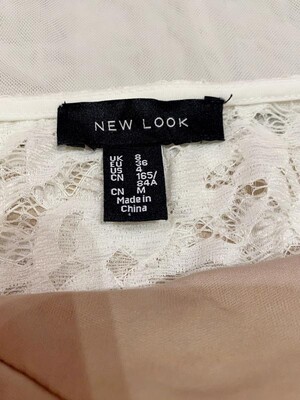 NEW LOOK
UK 8
EU 36
US 4
CN 165/
84A
CN M
Made in
China